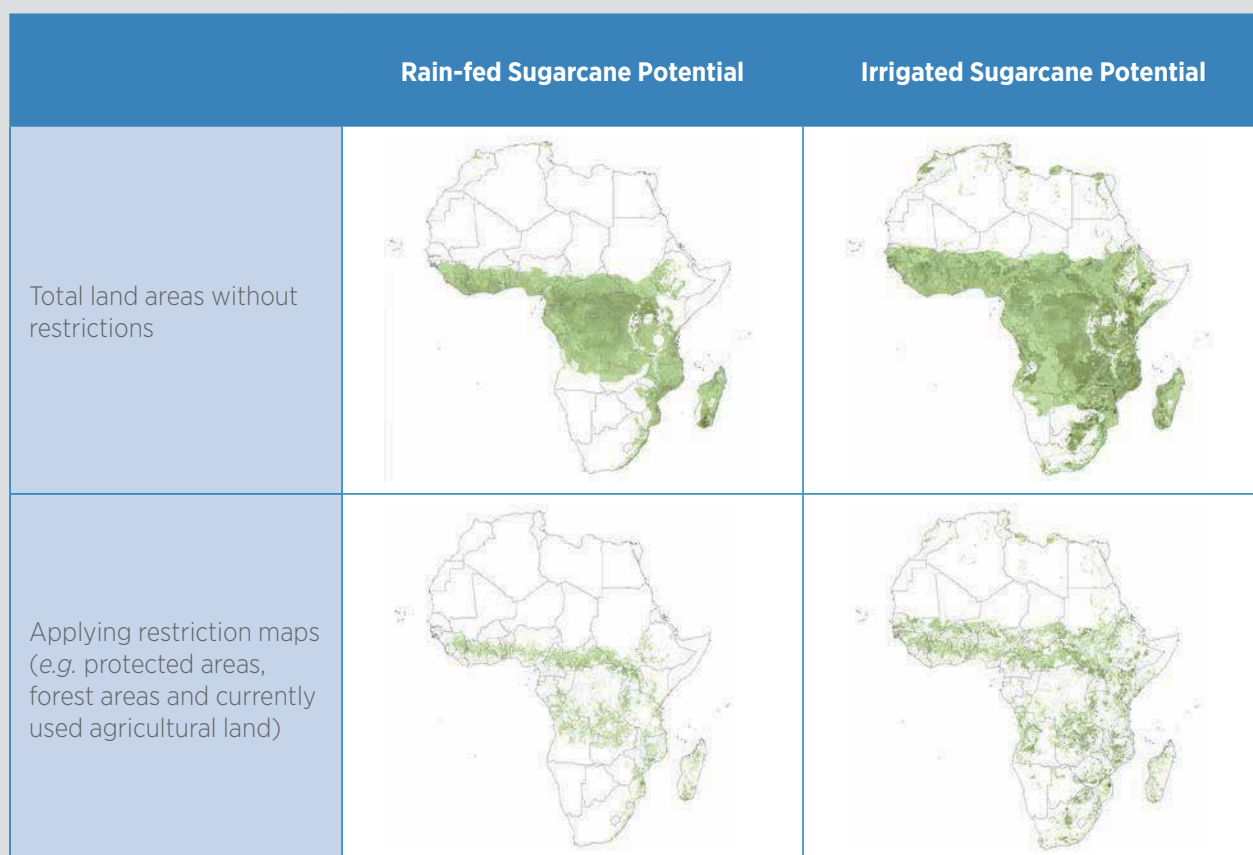 Rain-fed Sugarcane Potential
Irrigated Sugarcane Potential
Total land areas without
restrictions
Applying restriction maps
(e.g. protected areas,
forest areas and currently
used agricultural land)